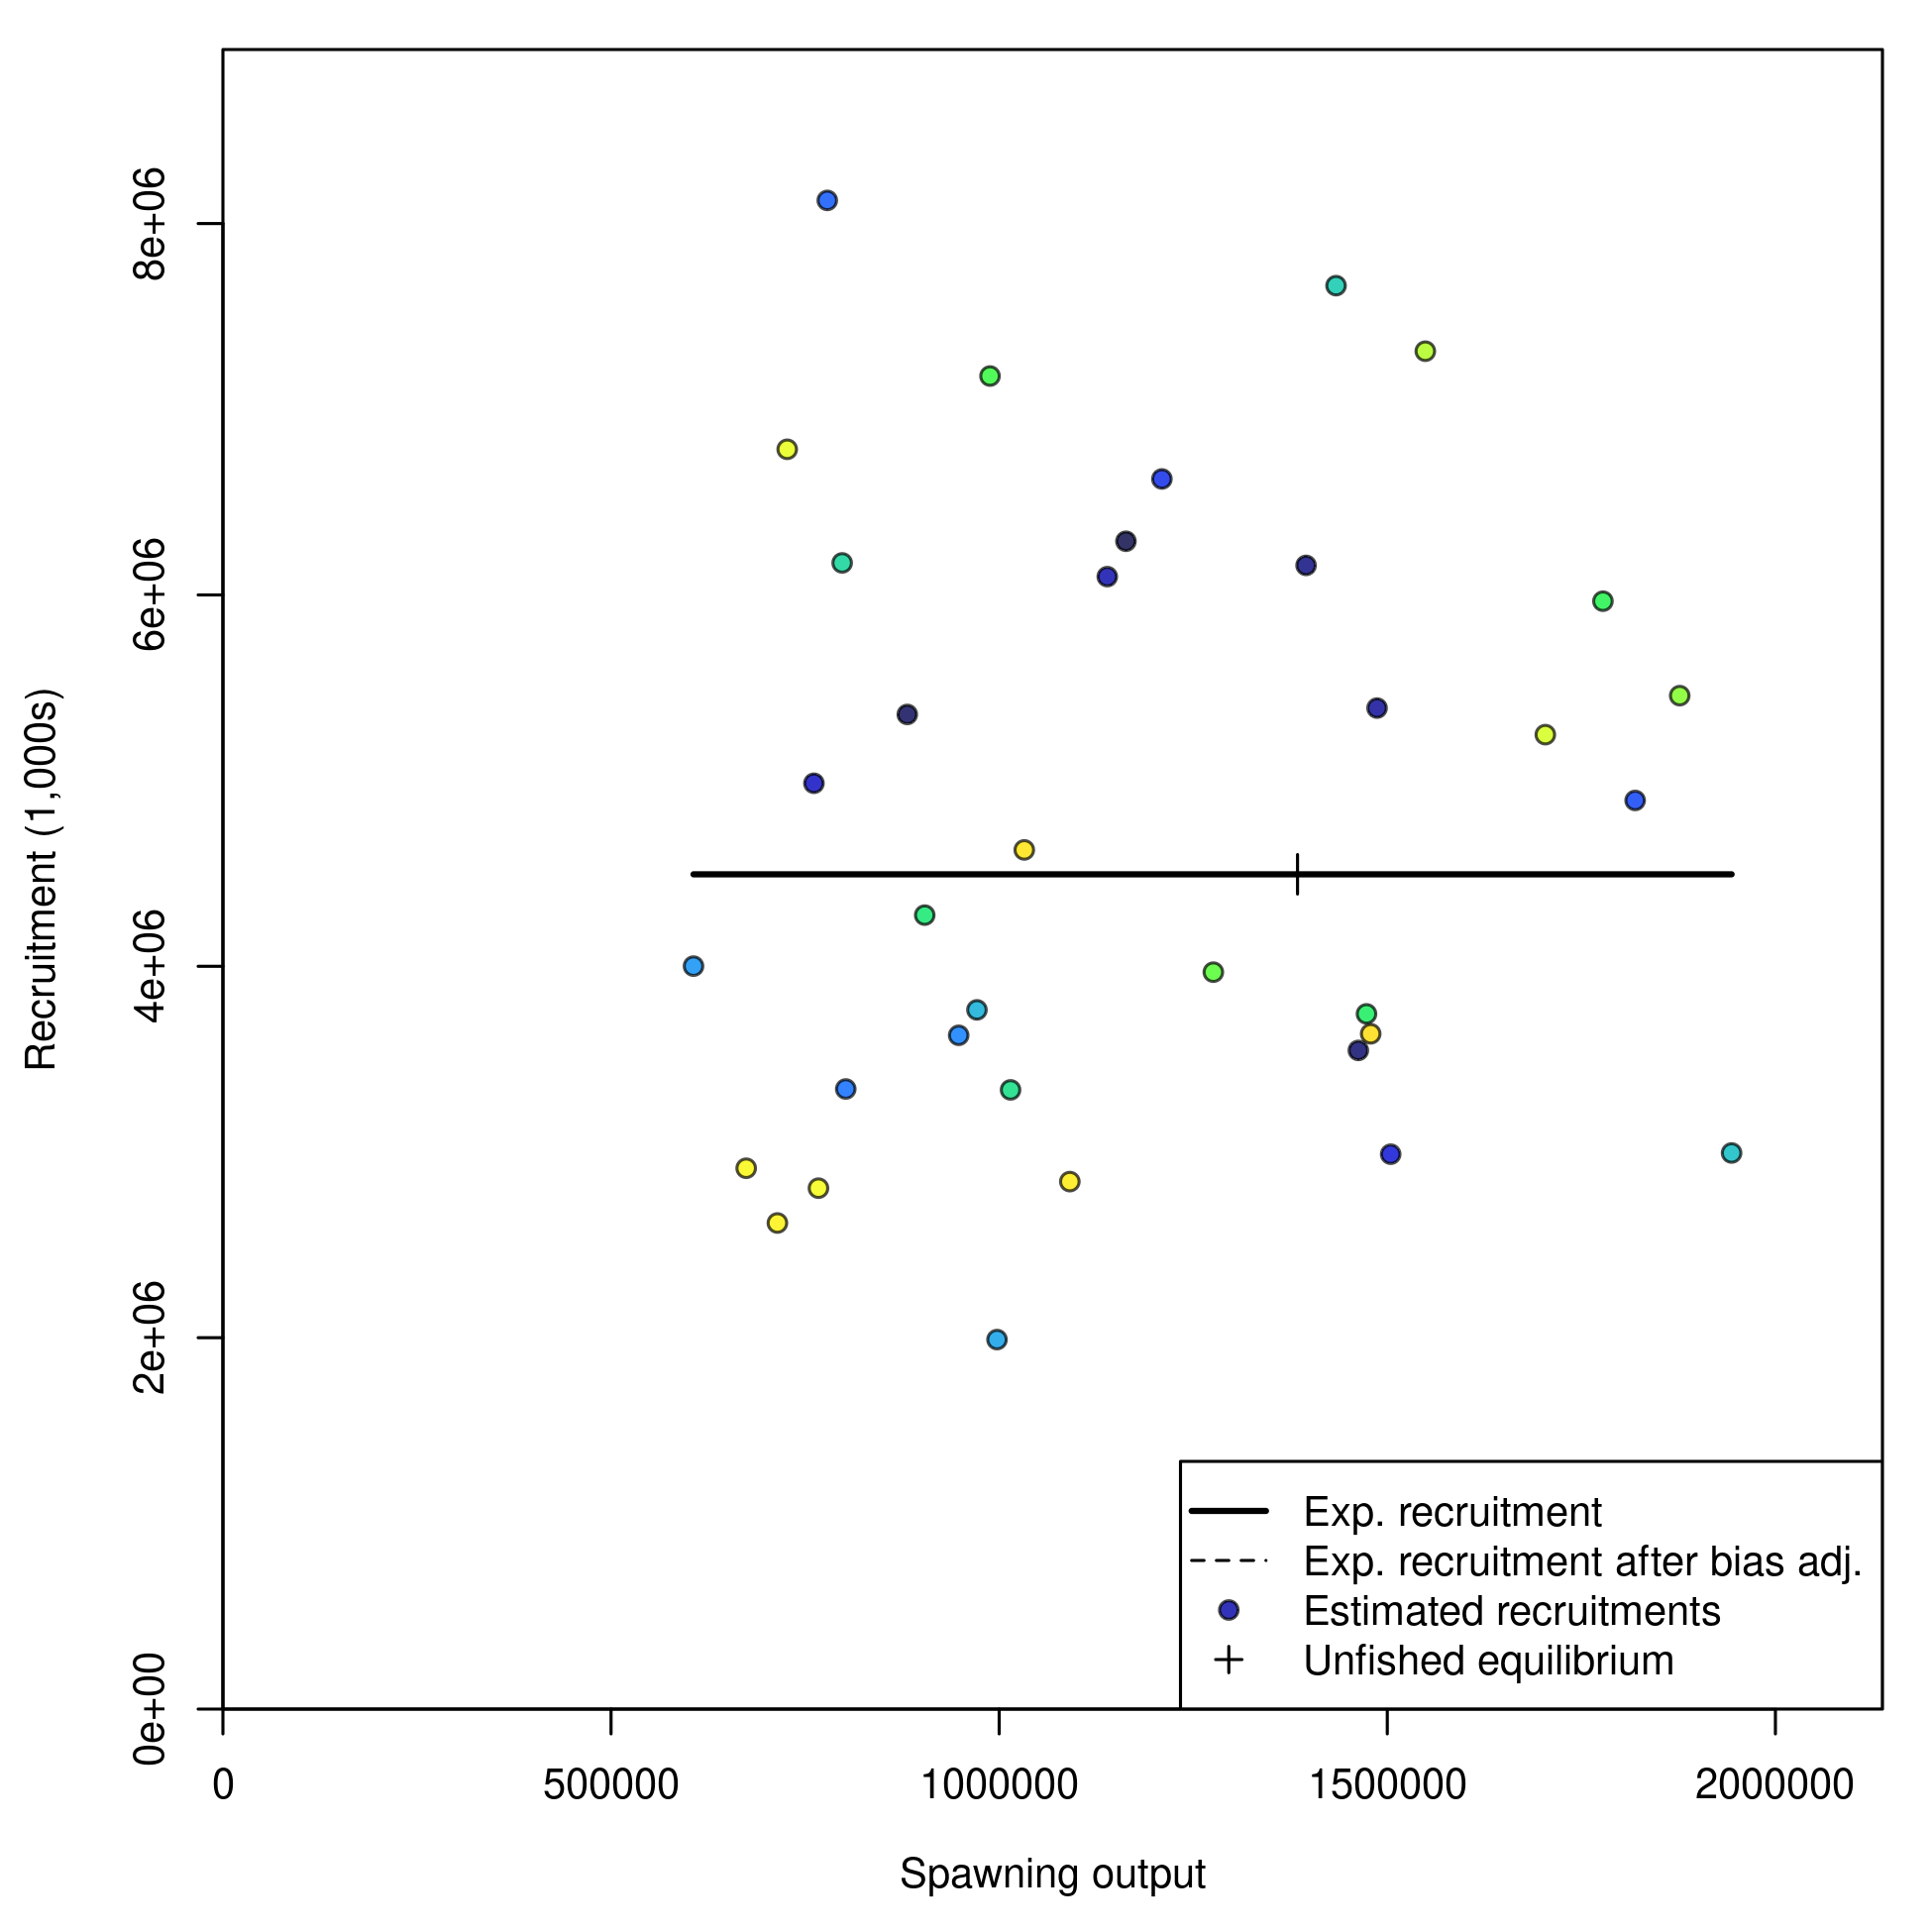 8e+06
6e+06
4e+06
2e+06
0e+00
Recruitment (1,000s)
Exp. recruitment
Exp. recruitment after bias adj.
Estimated recruitments
Unfished equilibrium
0 500000 1000000 1500000 2000000
Spawning output